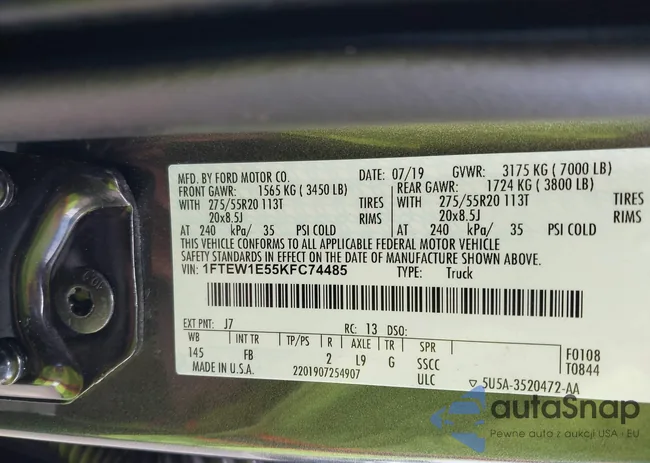 MFD. BY FORD MOTOR CO. DATE: 07/19 GVWR: 3175 KG ( 7000 LB)
FRONT GAWR: 1565 KG ( 3450 LB) REAR GAWR: 1724 KG ( 3800 LB)
WITH 275/55R20 113T TIRES WITH 275/55R20 113T TIRES
20x8.5J RIMS 20x8.5J RIMS
AT 240 kPa/ 35 PSI COLD AT 240 kPa/ 35 PSI COLD
THIS VEHICLE CONFORMS TO ALL APPLICABLE FEDERAL MOTOR VEHICLE
SAFETY STANDARDS IN EFFECT ON THE DATE OF MANUFACTURE SHOWN ABOVE.
VIN: 1FTEW1E55KFC74485 TYPE: Truck
EXT PNT: J7 RC: 13 DSO:
WB INT TR TP/PS R AXLE TR SPR F0108
145 FB 2 L9 G SSCC T0844
MADE IN U.S.A. 2201907254907 ULC ▽ 5U5A-3520472-AA
autoSnap
Pewne auto z aukcji USA · EU